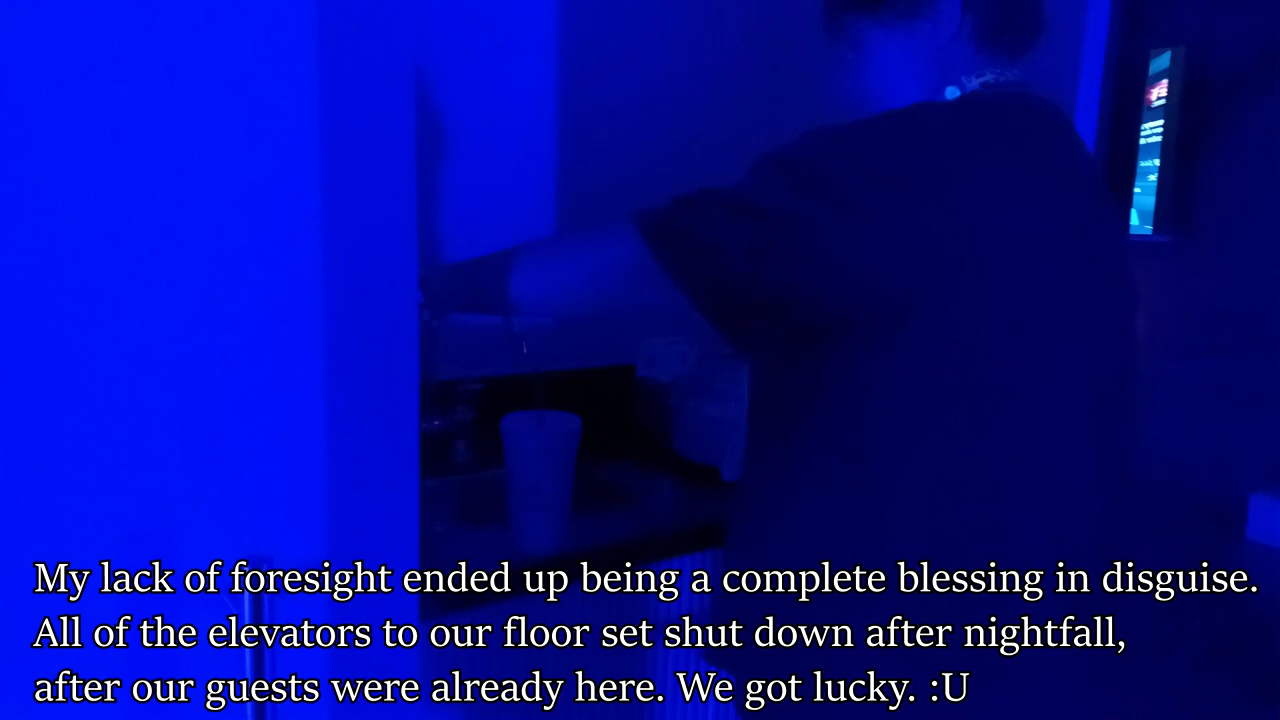 My lack of foresight ended up being a complete blessing in disguise.
All of the elevators to our floor set shut down after nightfall,
after our guests were already here. We got lucky. :U